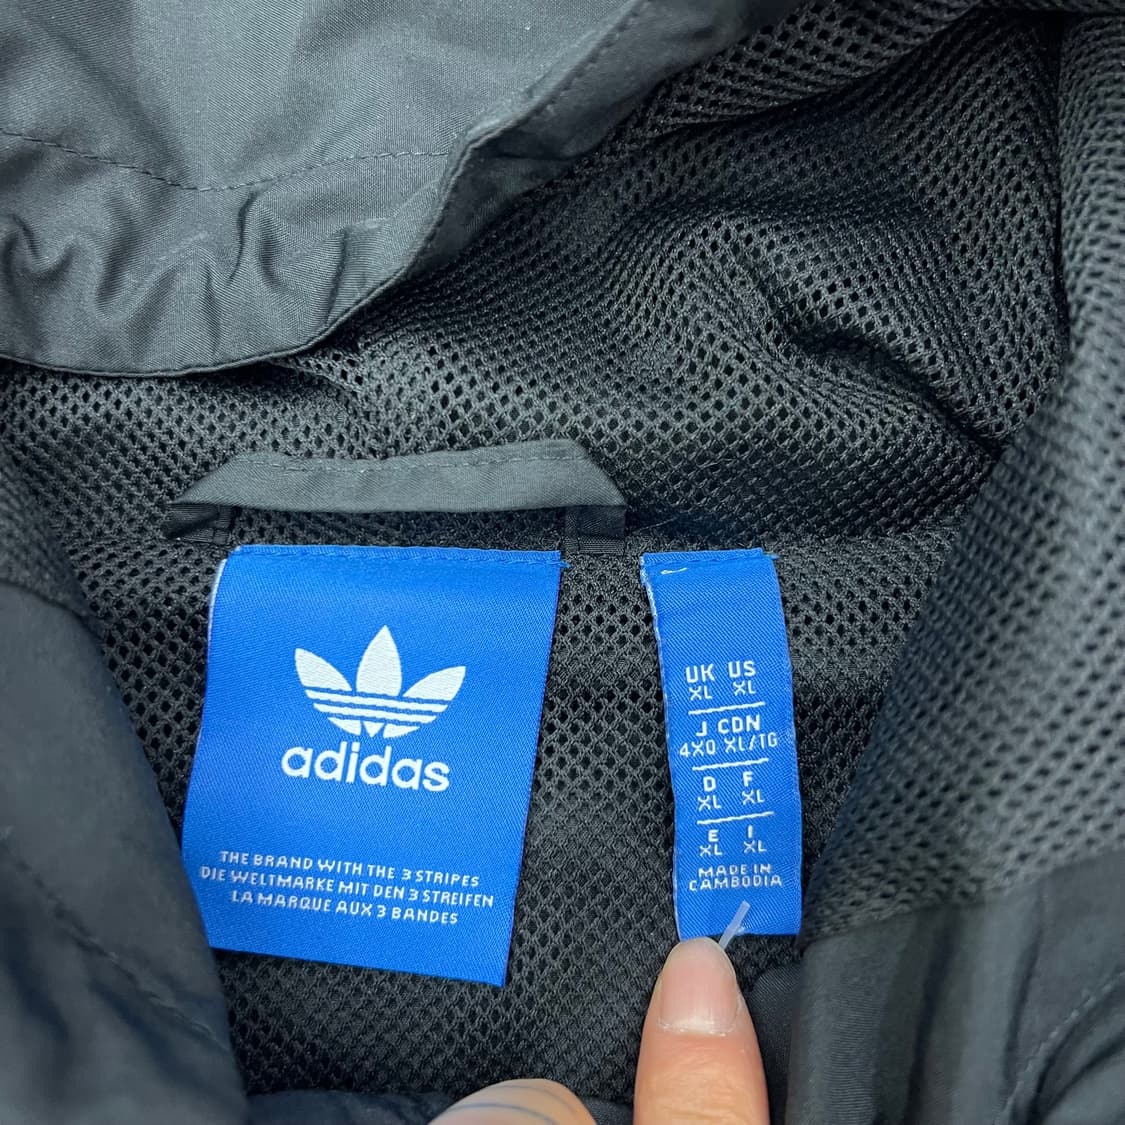 adidas
THE BRAND WITH THE 3 STRIPES
DIE WELTMARKE MIT DEN 3 STREIFEN
LA MARQUE AUX 3 BANDES
UK US
XL XL
J CDN
4XO XL/TG
D F
XL XL
E I
XL XL
MADE IN
CAMBODIA